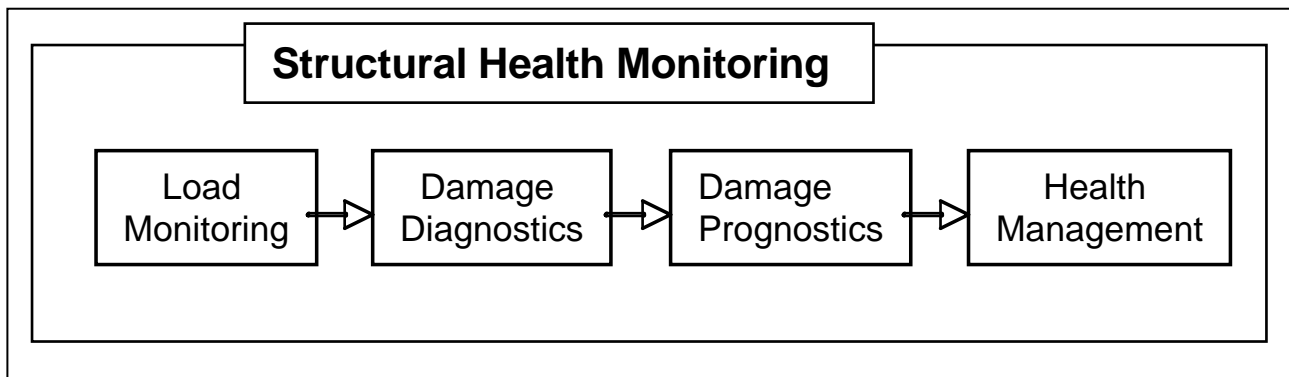 Structural Health Monitoring
Load
Monitoring
Damage
Diagnostics
Damage
Prognostics
Health
Management